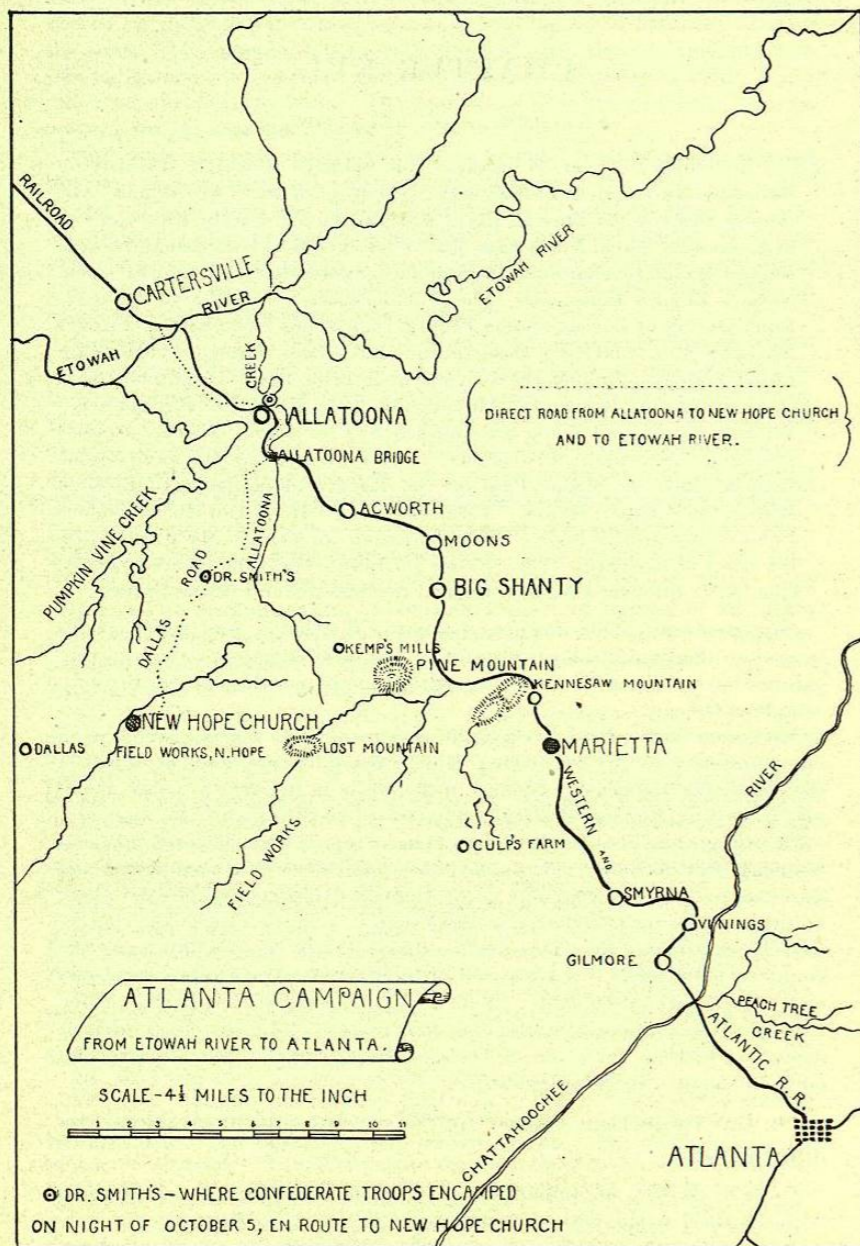 RAILROAD
CARTERSVILLE
RIVER
ETOWAH
ETOWAH RIVER
CREEK
ALLATOONA
DIRECT ROAD FROM ALLATOONA TO NEW HOPE CHURCH
AND TO ETOWAH RIVER.
ALLATOONA BRIDGE
ALLATOONA
ACWORTH
MOONS
PUMPKIN VINE CREEK
ROAD
DR. SMITH'S
BIG SHANTY
DALLAS
KEMP'S MILLS
PINE MOUNTAIN
KENNESAW MOUNTAIN
NEW HOPE CHURCH
DALLAS
FIELD WORKS, N. HOPE
LOST MOUNTAIN
MARIETTA
WESTERN AND
RIVER
FIELD WORKS
CULP'S FARM
SMYRNA
VININGS
GILMORE
PEACH TREE
CREEK
ATLANTIC R.R.
ATLANTA CAMPAIGN
FROM ETOWAH RIVER TO ATLANTA.
SCALE-4½ MILES TO THE INCH
1 2 3 4 5 6 7 8 9 10 11
CHATTAHOOCHEE
ATLANTA
DR. SMITH'S-WHERE CONFEDERATE TROOPS ENCAMPED
ON NIGHT OF OCTOBER 5, EN ROUTE TO NEW HOPE CHURCH